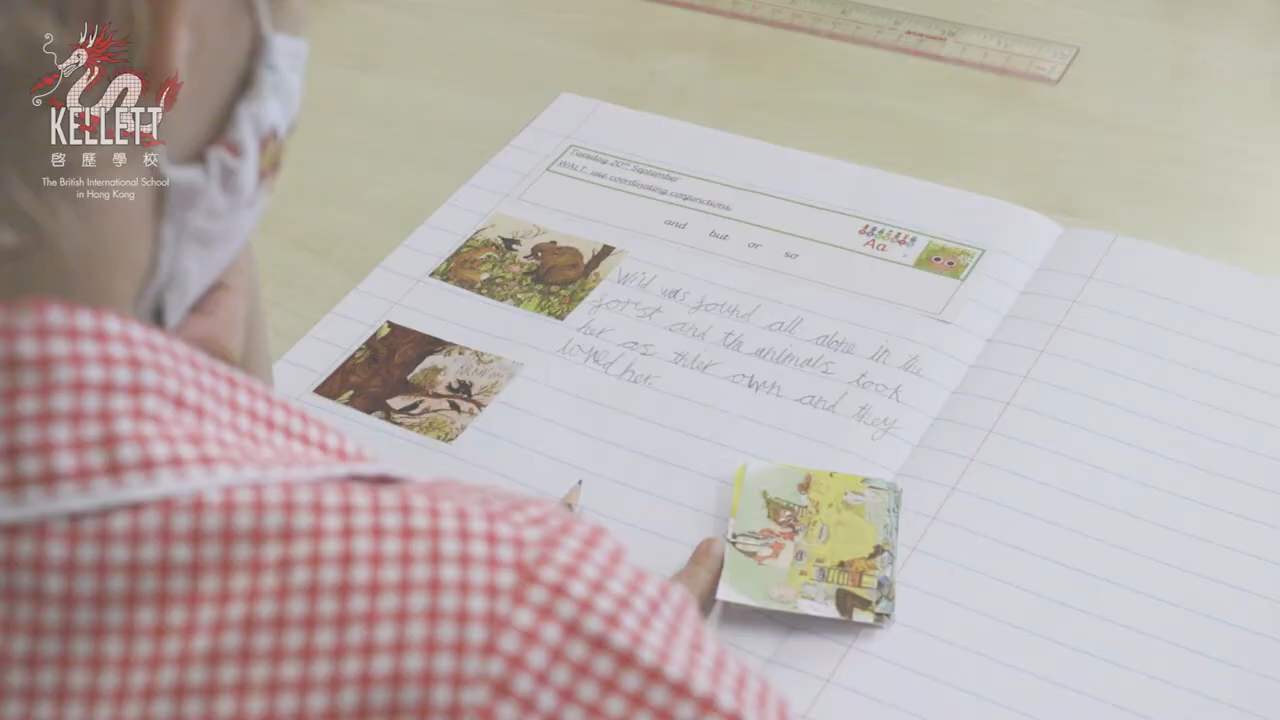 KELLETT
啓歷學校
The British International School
in Hong Kong
Tuesday 20th September
WALT: use coordinating conjunctions.
and but or so
Aa
Wild was found all alone in the
forest and the animals took
her as thier own and they
loved her.